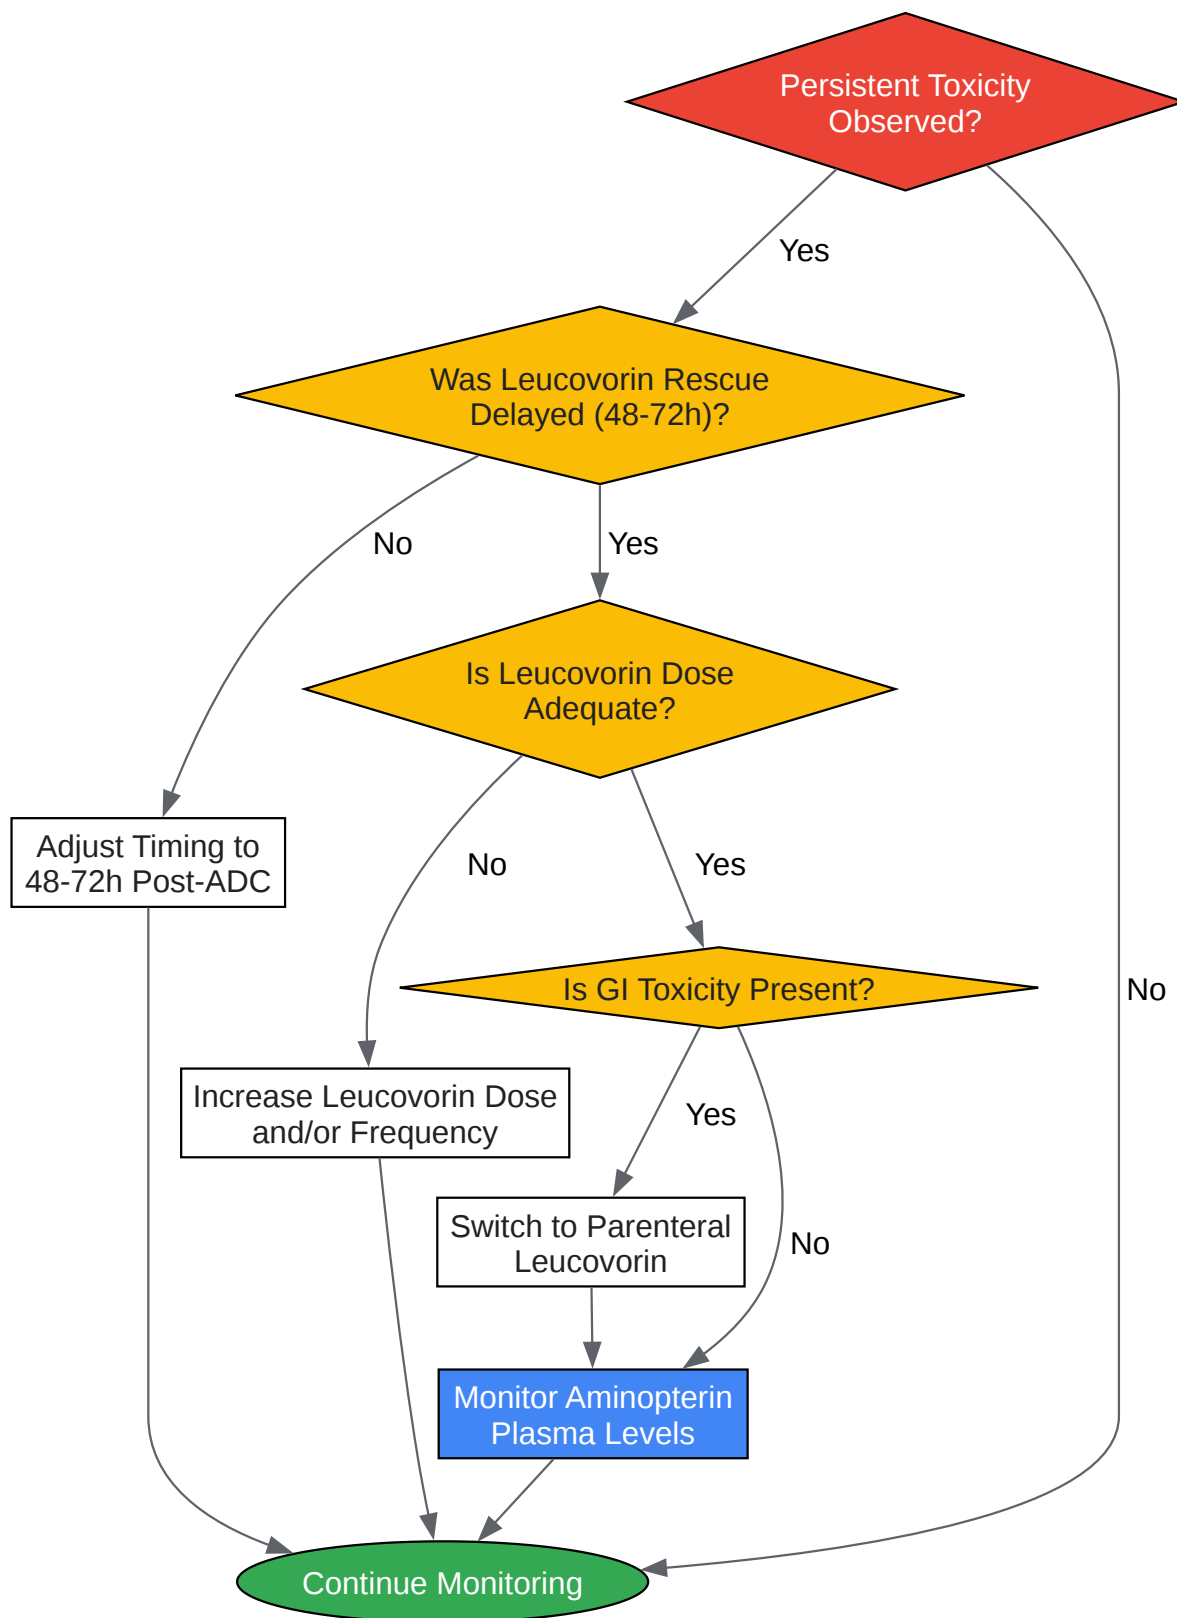 Persistent Toxicity
Observed?
Yes
Was Leucovorin Rescue
Delayed (48-72h)?
No
Yes
Is Leucovorin Dose
Adequate?
Adjust Timing to
48-72h Post-ADC
No
Yes
Is GI Toxicity Present?
No
Increase Leucovorin Dose
and/or Frequency
Yes
Switch to Parenteral
Leucovorin
No
Monitor Aminopterin
Plasma Levels
Continue Monitoring